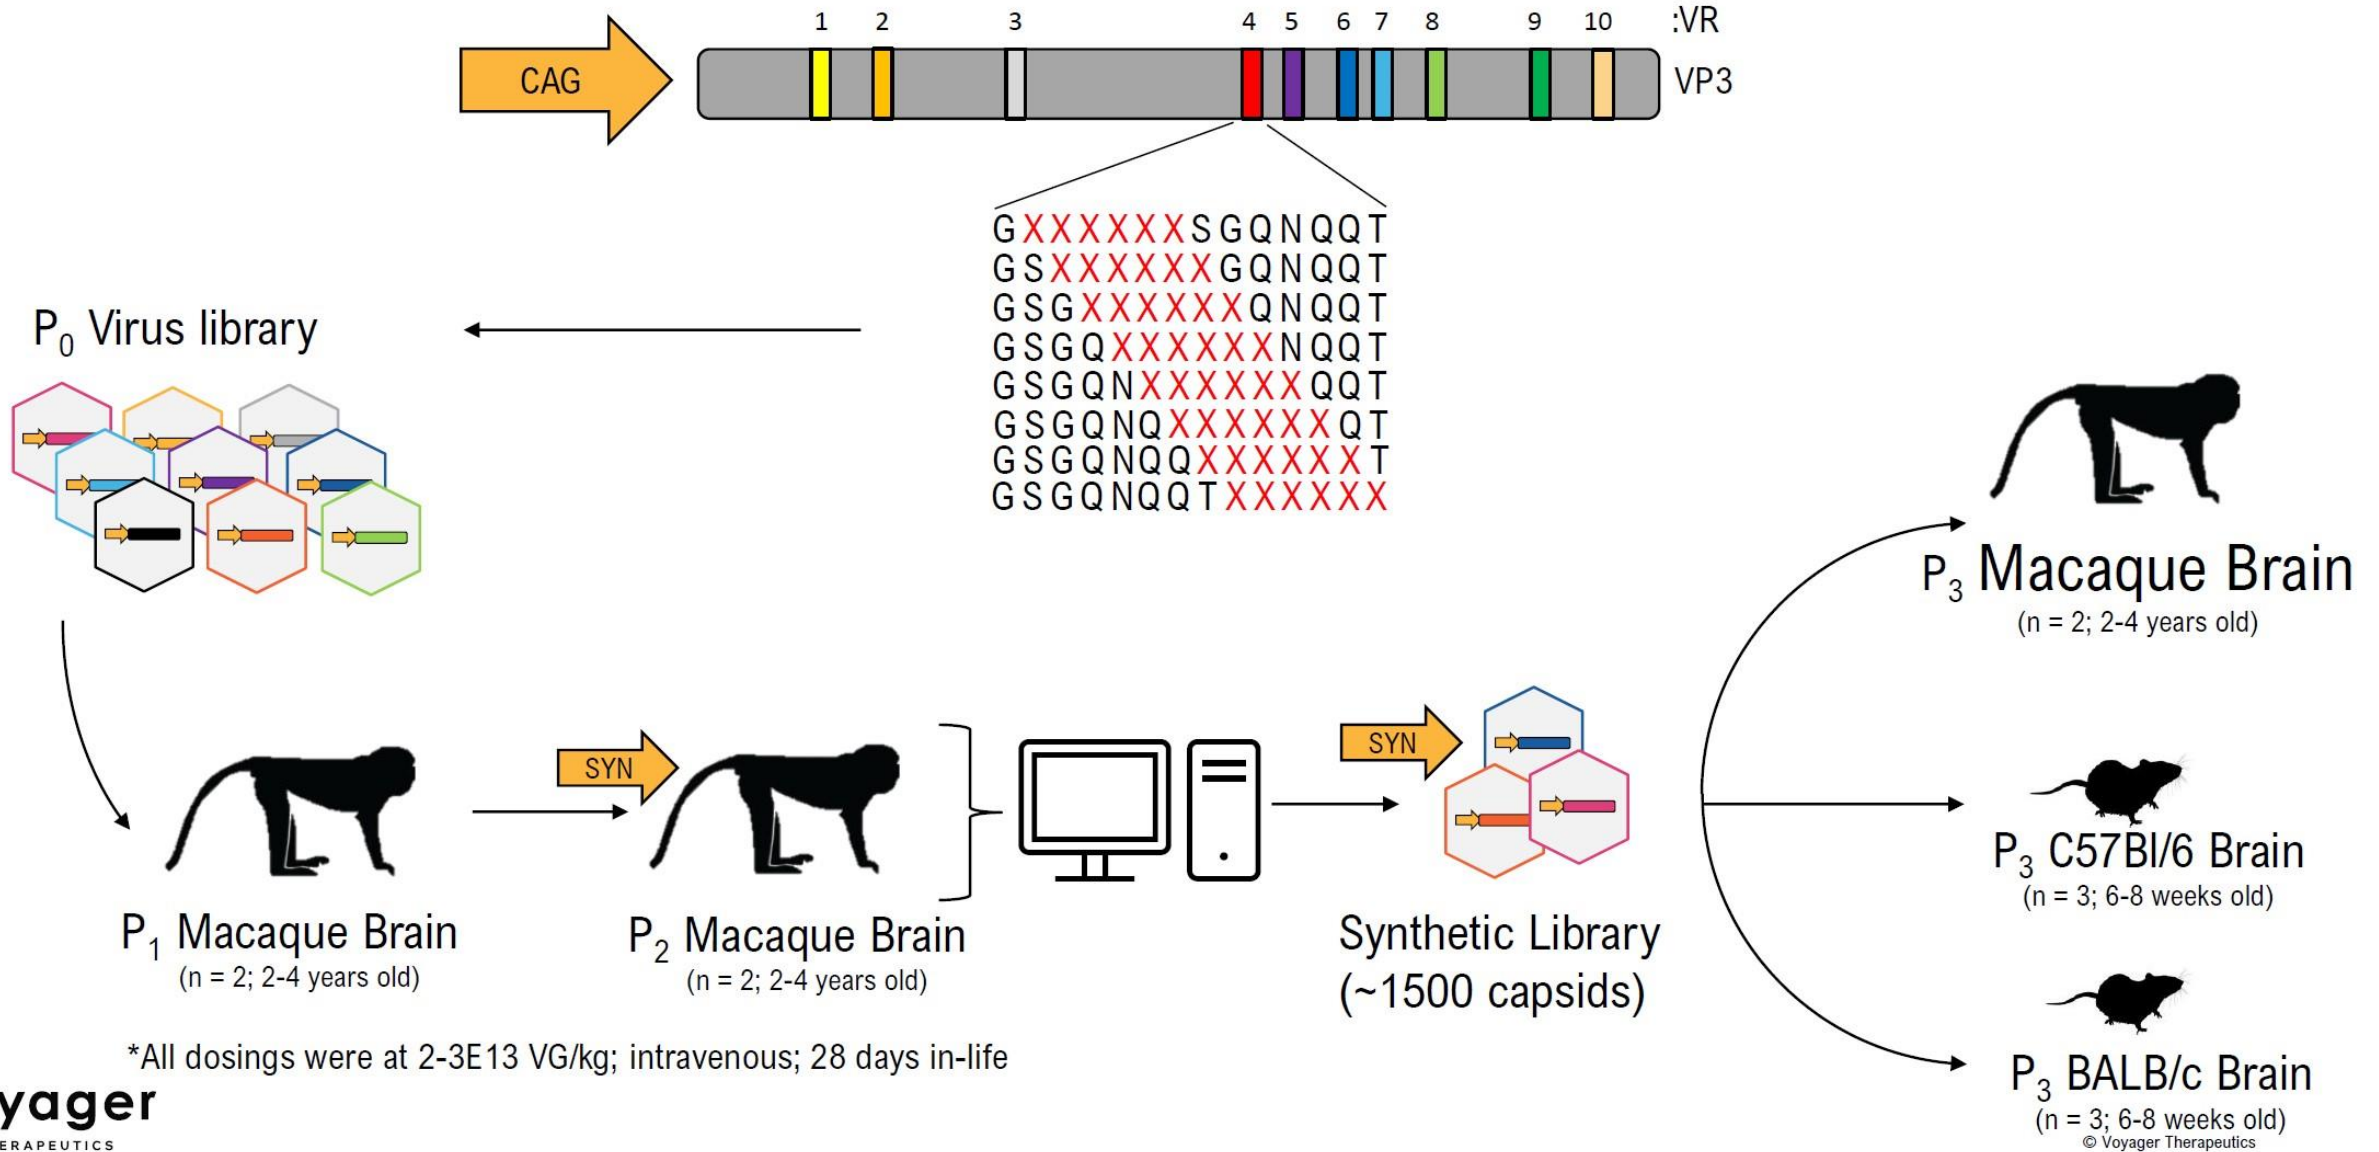 1 2 3 4 5 6 7 8 9 10 :VR
CAG
VP3
GXXXXXXSGQNQQT
GSXXXXXXGQNQQT
GSGXXXXXXQNQQT
GSGQXXXXXXNQQT
GSGQNXXXXXXQQT
GSGQNQXXXXXXQT
GSGQNQQXXXXXXT
GSGQNQQTXXXXXX
P0 Virus library
P3 Macaque Brain
(n = 2; 2-4 years old)
SYN
SYN
P1 Macaque Brain
(n = 2; 2-4 years old)
P2 Macaque Brain
(n = 2; 2-4 years old)
Synthetic Library
(~1500 capsids)
P3 C57Bl/6 Brain
(n = 3; 6-8 weeks old)
P3 BALB/c Brain
(n = 3; 6-8 weeks old)
*All dosings were at 2-3E13 VG/kg; intravenous; 28 days in-life
yager
ERAPEUTICS
© Voyager Therapeutics